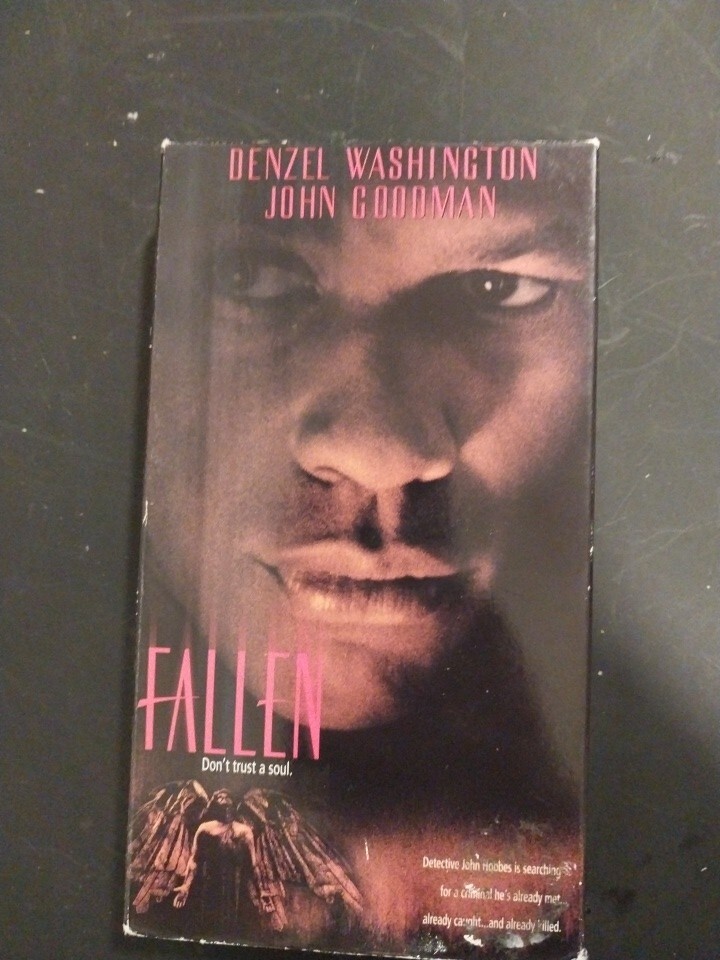 DENZEL WASHINGTON
JOHN GOODMAN
FALLEN
Don't trust a soul.
Detective John Hobbes is searching
for a criminal he's already met...
already caught...and already killed.